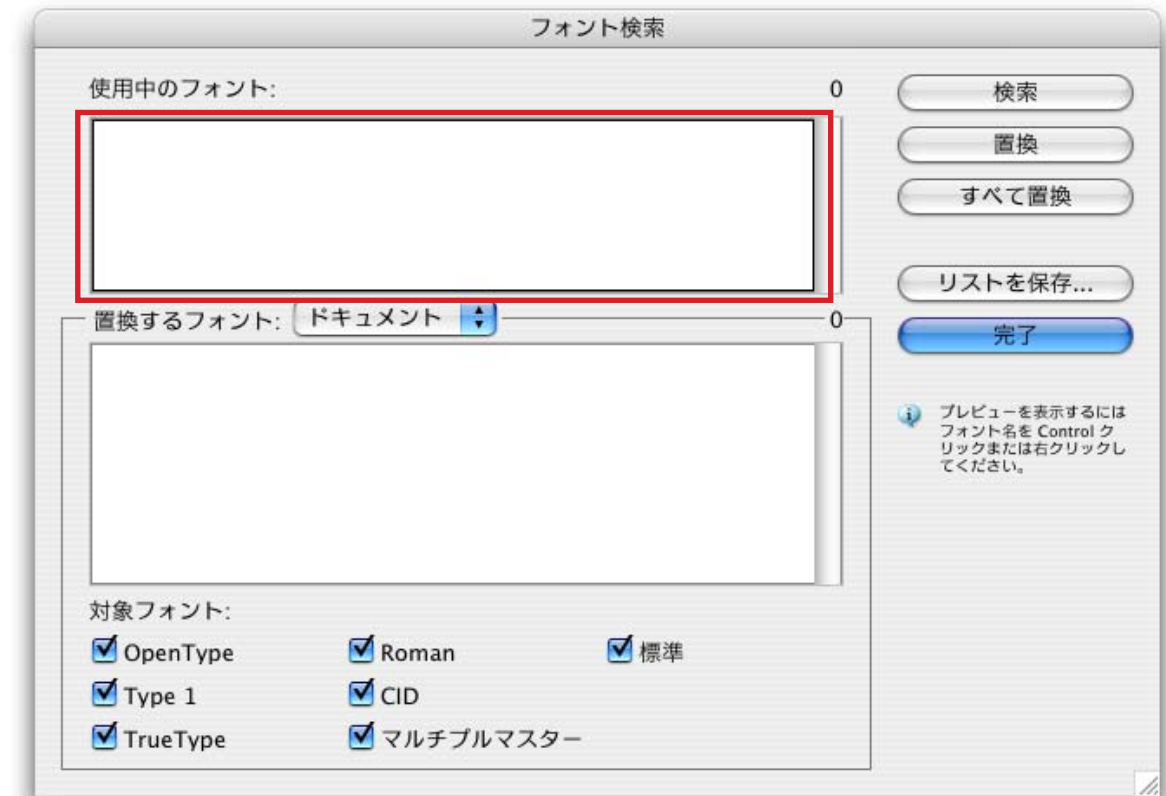 フォント検索
使用中のフォント: 0
検索
置換
すべて置換
リストを保存...
完了
置換するフォント: ドキュメント 0
プレビューを表示するには
フォント名を Control ク
リックまたは右クリックし
てください。
対象フォント:
OpenType Roman 標準
Type 1 CID
TrueType マルチプルマスター